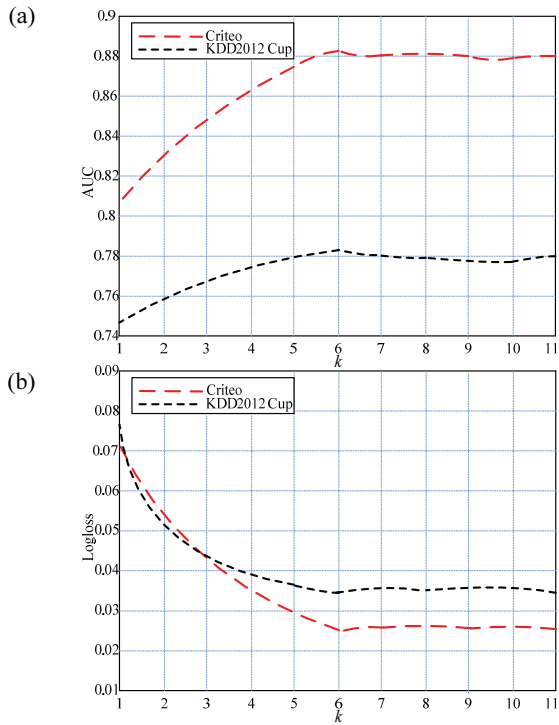 (a)
0.9
0.88
0.86
0.84
0.82
0.8
0.78
0.76
0.74
AUC
Criteo
KDD2012 Cup
1 2 3 4 5 6 7 8 9 10 11
k
(b)
0.09
0.08
0.07
0.06
0.05
0.04
0.03
0.02
0.01
Logloss
Criteo
KDD2012 Cup
1 2 3 4 5 6 7 8 9 10 11
k